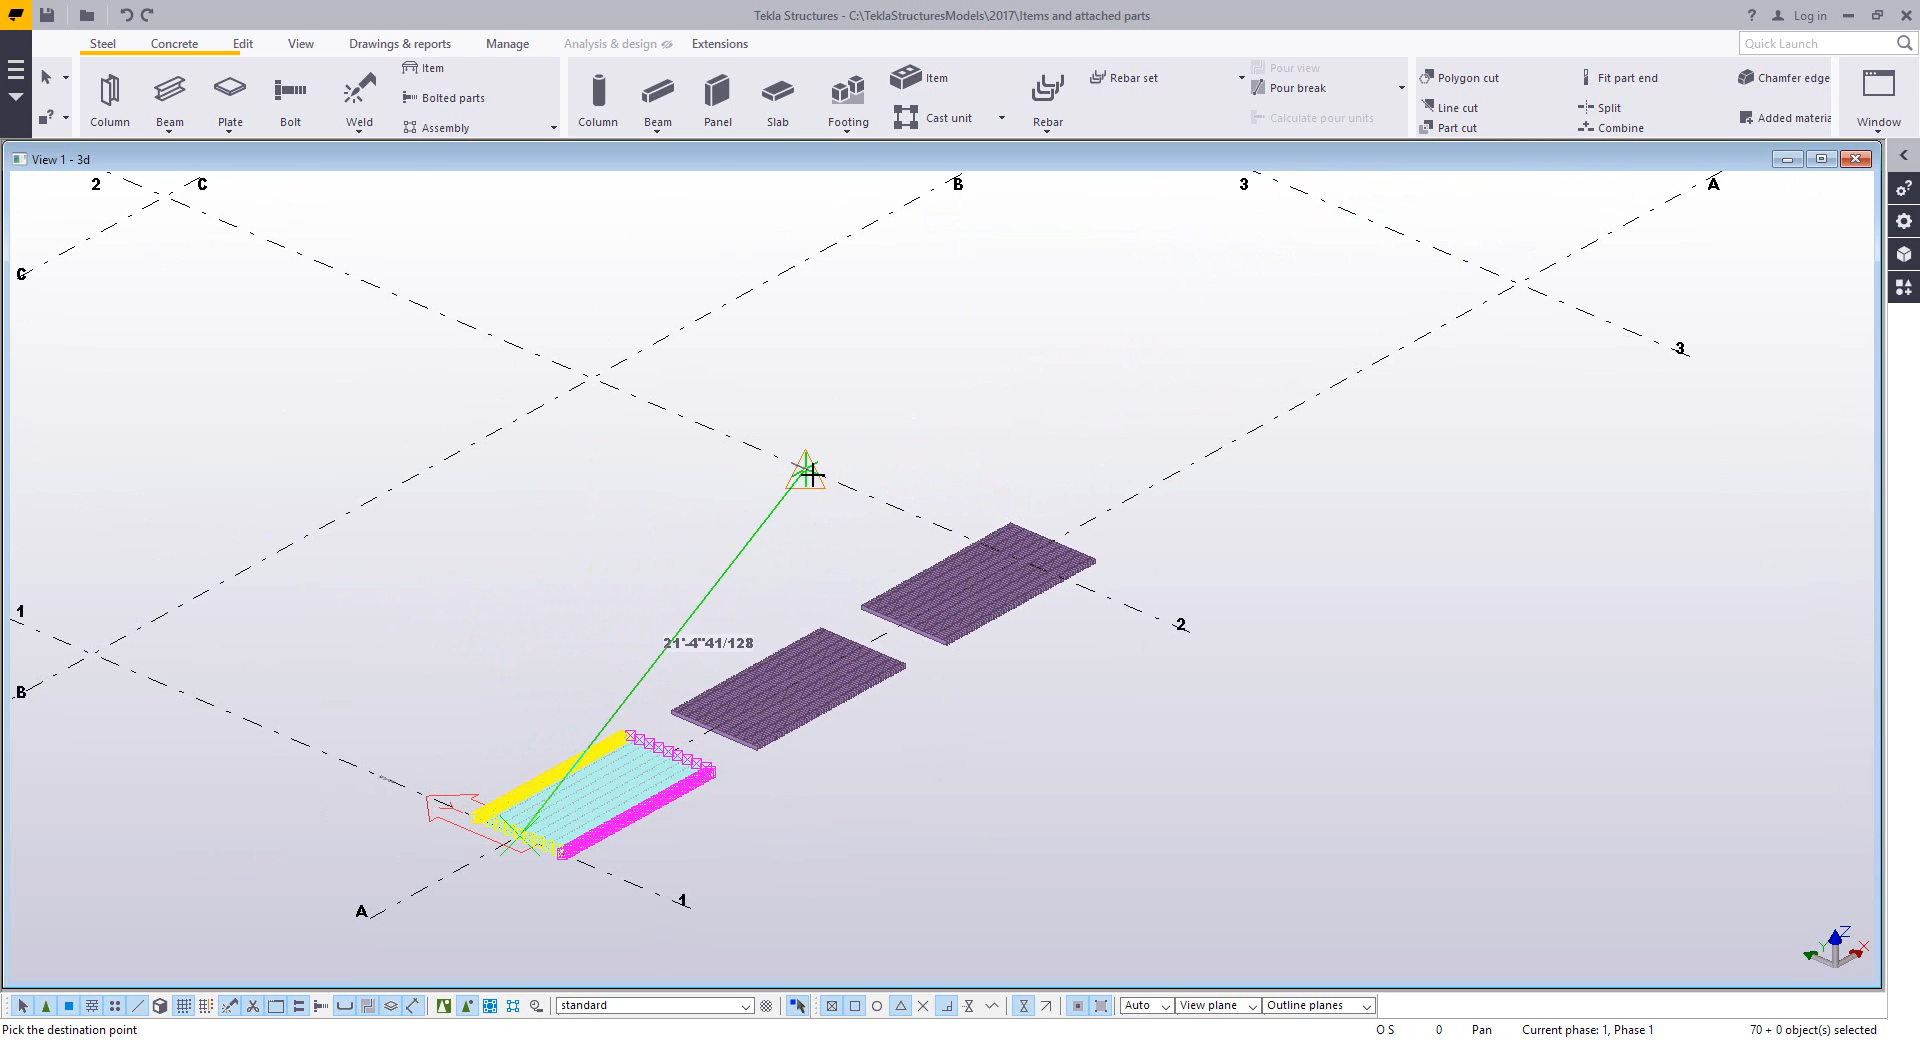 Tekla Structures - C:\TeklaStructuresModels\2017\Items and attached parts
? Log in
Steel Concrete Edit View Drawings & reports Manage Analysis & design Extensions
Quick Launch
Column Beam Plate Bolt Weld
Item
Bolted parts
Assembly
Column Beam Panel Slab Footing
Item
Cast unit
Rebar
Rebar set
Pour view
Pour break
Calculate pour units
Polygon cut
Line cut
Part cut
Fit part end
Split
Combine
Chamfer edge
Added materia
Window
View 1 - 3d
2 C B 3 A
C
3
1
2
21'-4"41/128
B
A
1
Z
Y X
standard
Auto View plane Outline planes
Pick the destination point
O S 0 Pan Current phase: 1, Phase 1 70 + 0 object(s) selected